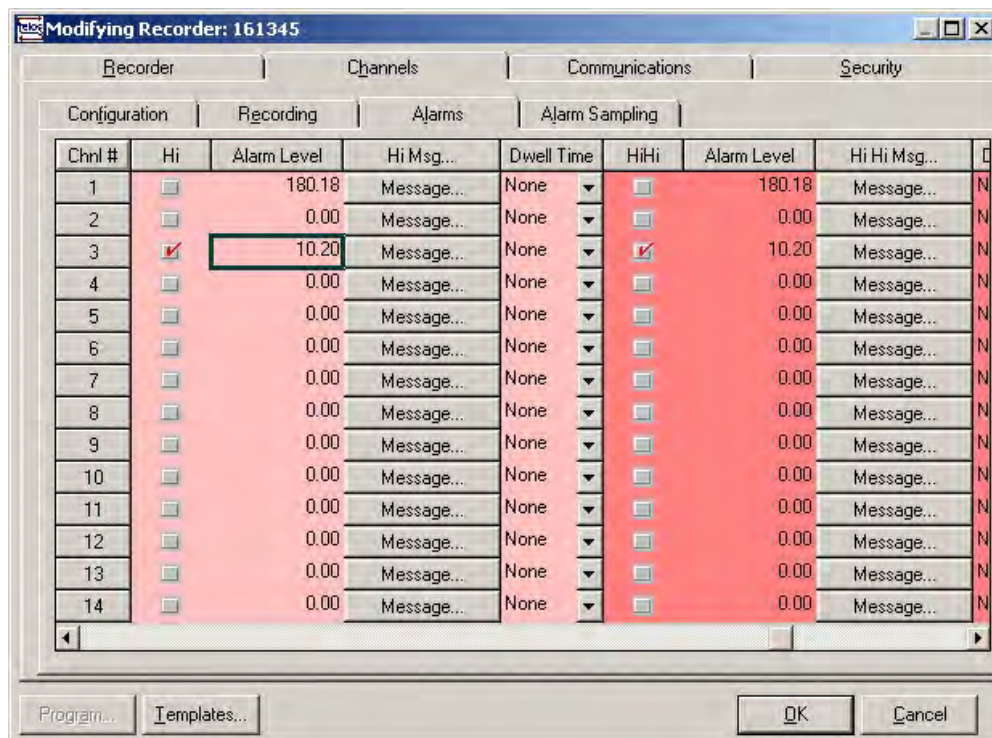 telog Modifying Recorder: 161345
Recorder Channels Communications Security
Configuration Recording Alarms Alarm Sampling
Chnl # Hi Alarm Level Hi Msg... Dwell Time HiHi Alarm Level Hi Hi Msg... D
1 180.18 Message... None 180.18 Message... N
2 0.00 Message... None 0.00 Message... N
3 10.20 Message... None 10.20 Message... N
4 0.00 Message... None 0.00 Message... N
5 0.00 Message... None 0.00 Message... N
6 0.00 Message... None 0.00 Message... N
7 0.00 Message... None 0.00 Message... N
8 0.00 Message... None 0.00 Message... N
9 0.00 Message... None 0.00 Message... N
10 0.00 Message... None 0.00 Message... N
11 0.00 Message... None 0.00 Message... N
12 0.00 Message... None 0.00 Message... N
13 0.00 Message... None 0.00 Message... N
14 0.00 Message... None 0.00 Message... N
Program... Templates... OK Cancel